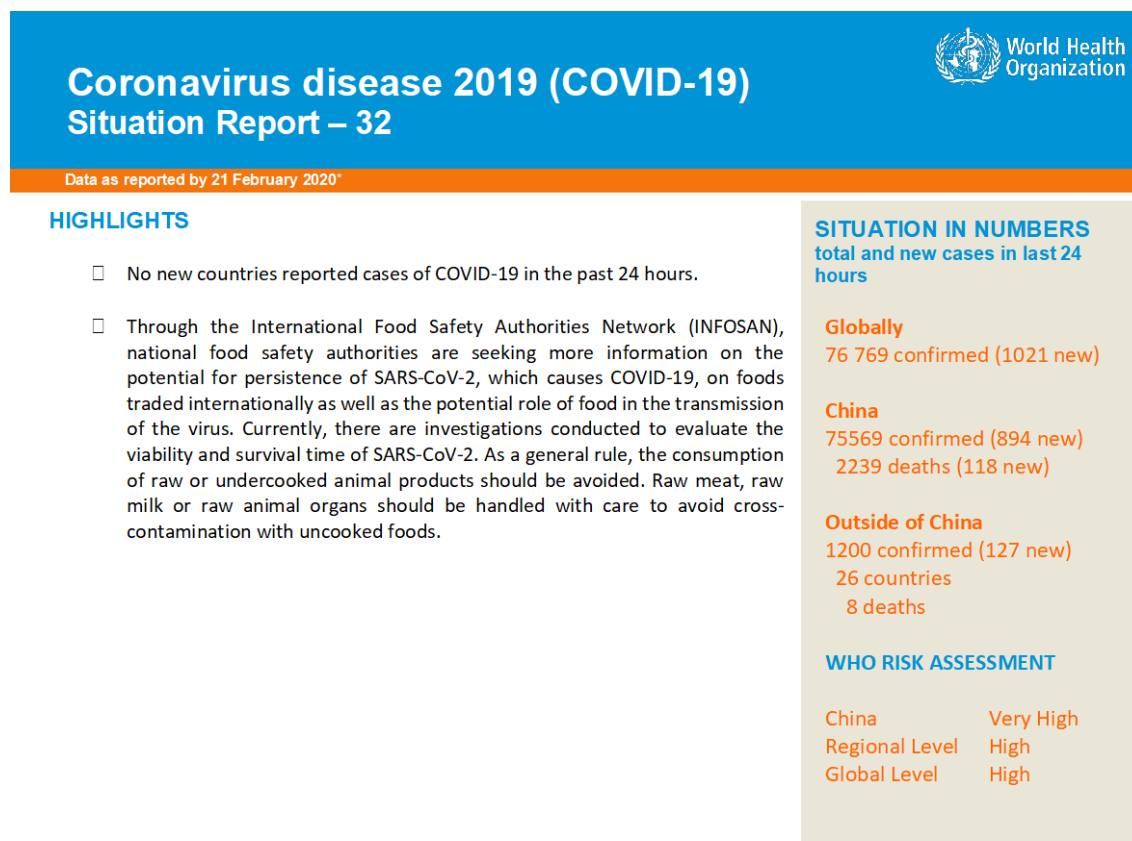 World Health
Organization
Coronavirus disease 2019 (COVID-19)
Situation Report – 32
Data as reported by 21 February 2020*
HIGHLIGHTS
No new countries reported cases of COVID-19 in the past 24 hours.
Through the International Food Safety Authorities Network (INFOSAN),
national food safety authorities are seeking more information on the
potential for persistence of SARS-CoV-2, which causes COVID-19, on foods
traded internationally as well as the potential role of food in the transmission
of the virus. Currently, there are investigations conducted to evaluate the
viability and survival time of SARS-CoV-2. As a general rule, the consumption
of raw or undercooked animal products should be avoided. Raw meat, raw
milk or raw animal organs should be handled with care to avoid cross-
contamination with uncooked foods.
SITUATION IN NUMBERS
total and new cases in last 24
hours
Globally
76 769 confirmed (1021 new)
China
75569 confirmed (894 new)
2239 deaths (118 new)
Outside of China
1200 confirmed (127 new)
26 countries
8 deaths
WHO RISK ASSESSMENT
China Very High
Regional Level High
Global Level High